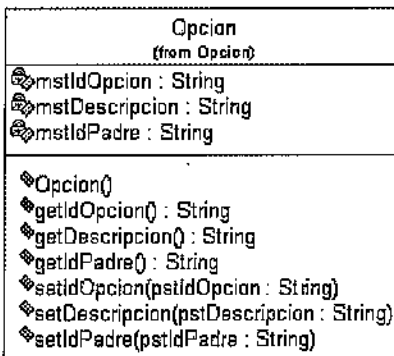 Opcion
(from Opcion)
mstIdOpcion : String
mstDescripcion : String
mstIdPadre : String
Opcion()
getIdOpcion() : String
getDescripcion() : String
getIdPadre() : String
setIdOpcion(pstIdOpcion : String)
setDescripcion(pstDescripcion : String)
setIdPadre(pstIdPadre : String)